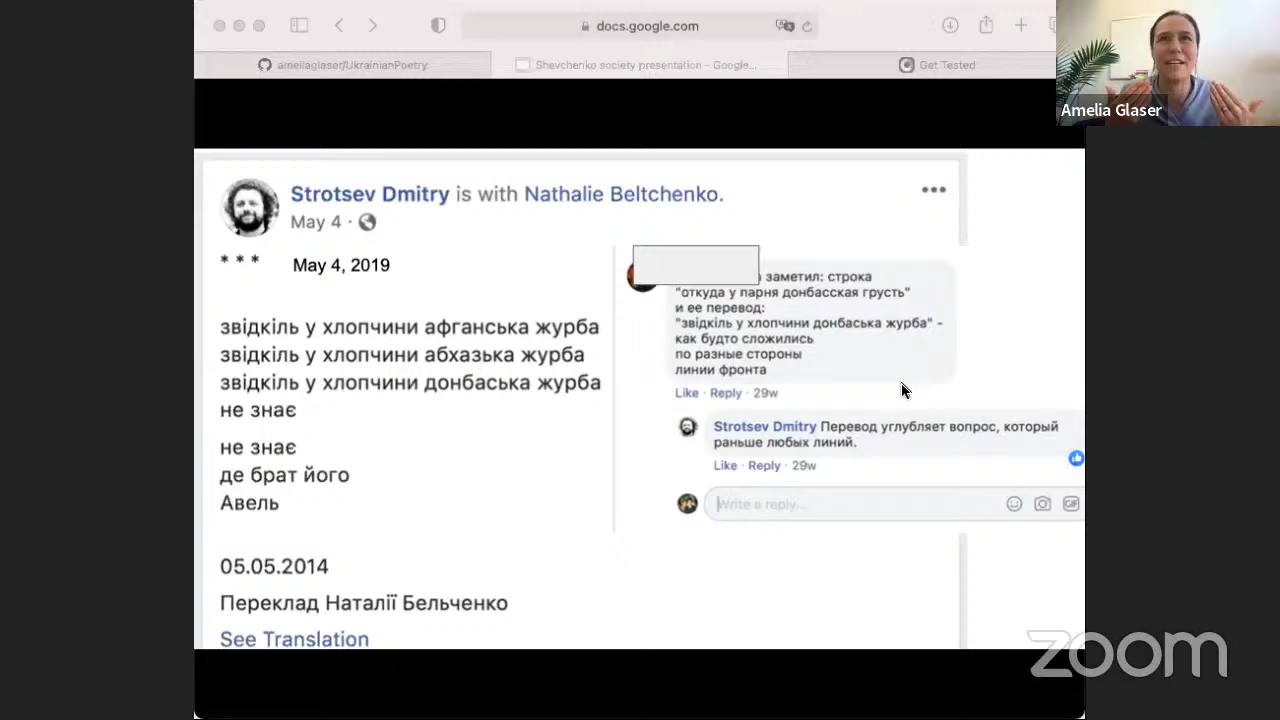 docs.google.com
ameliaglaser/UkrainianPoetry
Shevchenko society presentation - Google...
Get Tested
Amelia Glaser
Strotsev Dmitry is with Nathalie Beltchenko.
May 4 ·
* * *
May 4, 2019
звідкіль у хлопчини афганська журба
звідкіль у хлопчини абхазька журба
звідкіль у хлопчини донбаська журба
не знає
не знає
де брат його
Авель
05.05.2014
Переклад Наталії Бельченко
See Translation
заметил: строка
"откуда у парня донбасская грусть"
и ее перевод:
"звідкіль у хлопчини донбаська журба" -
как будто сложились
по разные стороны
линии фронта
Like · Reply · 29w
Strotsev Dmitry Перевод углубляет вопрос, который
раньше любых линий.
Like · Reply · 29w
Write a reply...
GIF
zoom